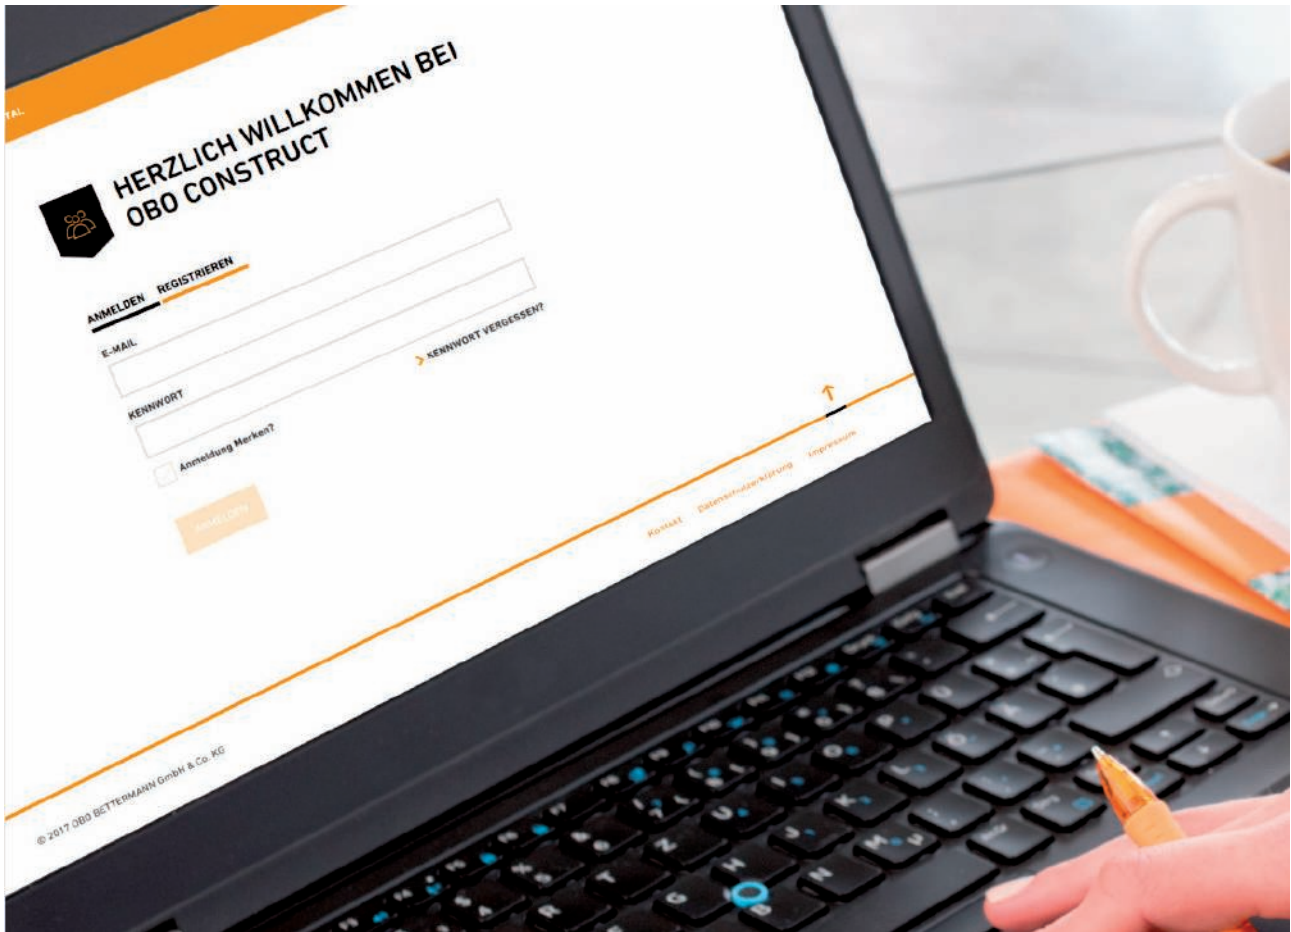 TAL
HERZLICH WILLKOMMEN BEI
OBO CONSTRUCT
ANMELDEN REGISTRIEREN
E-MAIL
KENNWORT
> KENNWORT VERGESSEN?
Anmeldung Merken?
ANMELDEN
Kontakt Datenschutzerklärung Impressum
© 2017 OBO BETTERMANN GmbH & Co. KG